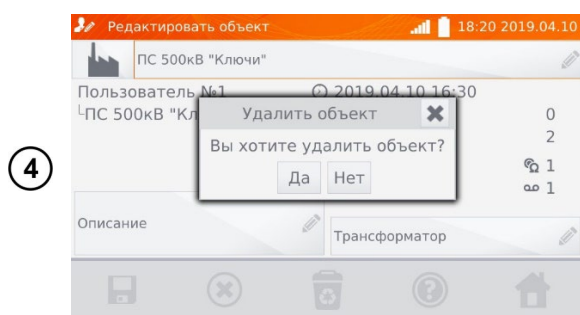 Редактировать объект 18:20 2019.04.10
ПС 500кВ "Ключи"
Пользователь №1 2019.04.10 16:30
ПС 500кВ "Кл
Удалить объект
0
Вы хотите удалить объект?
2
4
Да Нет
1
1
Описание
Трансформатор